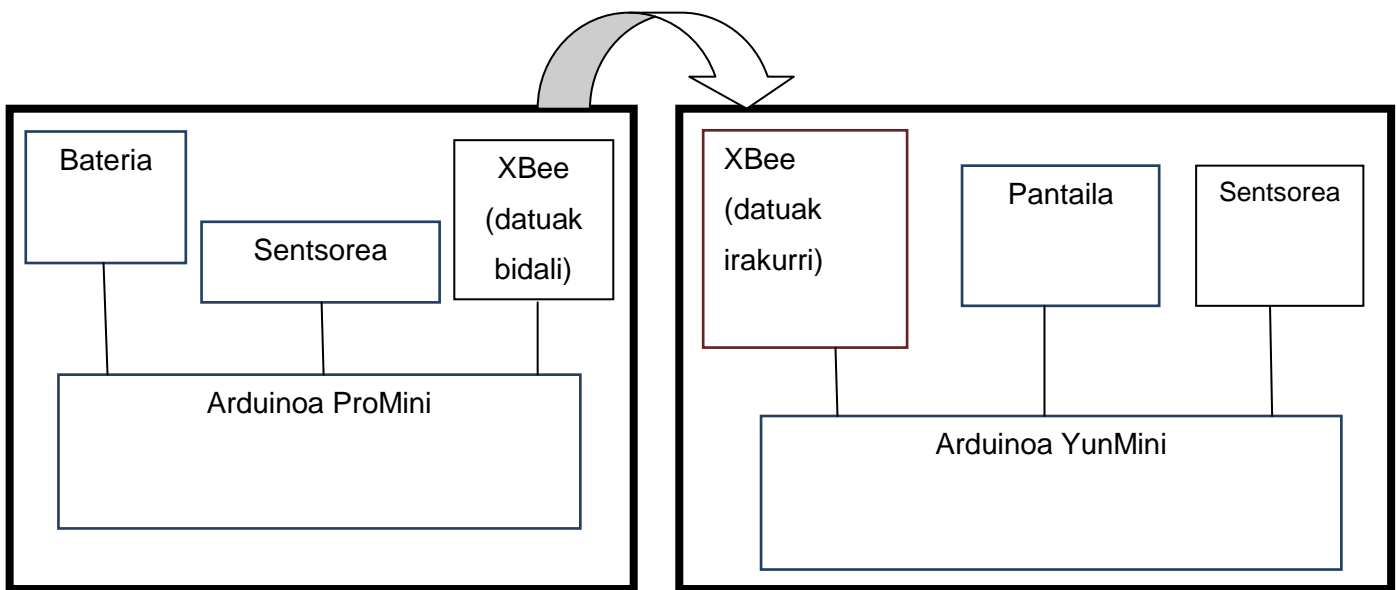 Bateria
Sentsorea
XBee
(datuak
bidali)
Arduinoa ProMini
XBee
(datuak
irakurri)
Pantaila
Sentsorea
Arduinoa YunMini